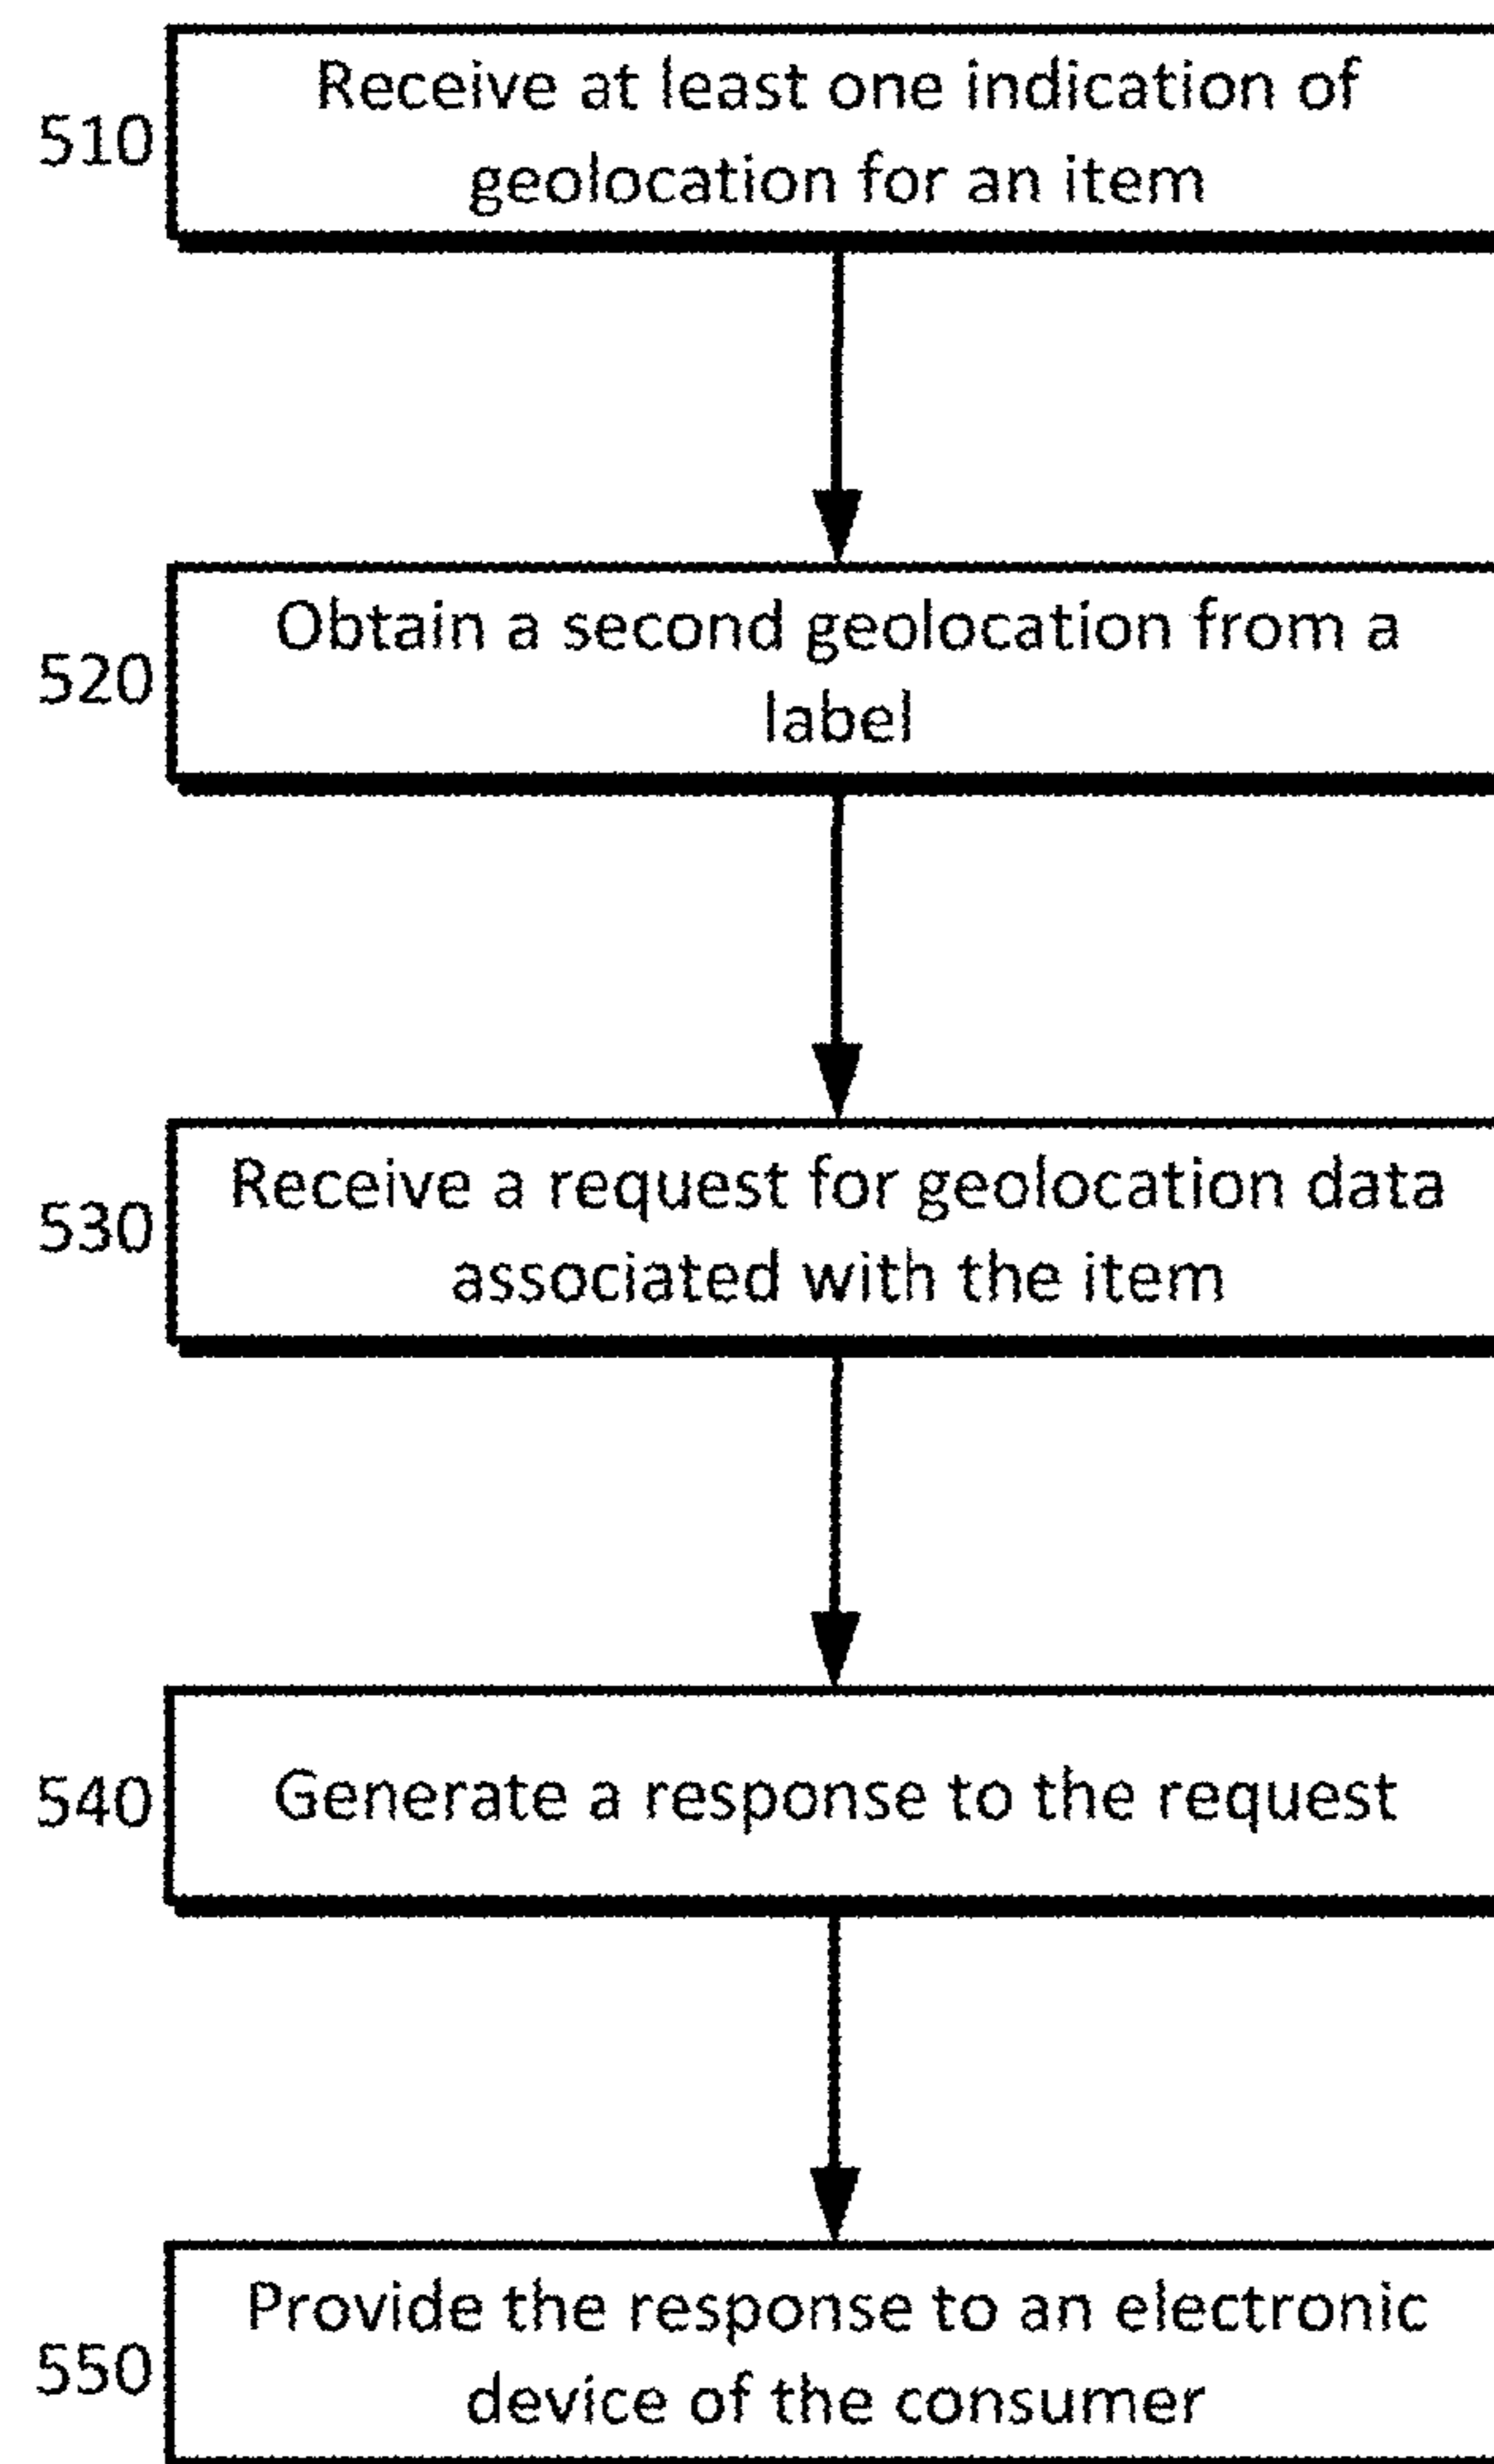 510
Receive at least one indication of
geolocation for an item
520
Obtain a second geolocation from a
label
530
Receive a request for geolocation data
associated with the item
540
Generate a response to the request
550
Provide the response to an electronic
device of the consumer